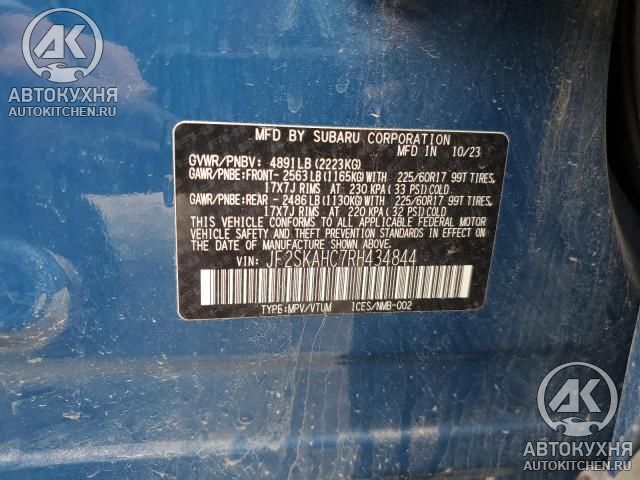 АК
АВТОКУХНЯ
AUTOKITCHEN.RU
MFD BY SUBARU CORPORATION
MFD IN 10/23
GVWR/PNBV: 4891LB (2223KG)
GAWR/PNBE:FRONT- 2563LB (1165KG)WITH 225/60R17 99T TIRES,
17X7J RIMS AT 230 KPA (33 PSI)COLD
GAWR/PNBE:REAR - 2486LB (1130KG)WITH 225/60R17 99T TIRES,
17X7J RIMS AT 220 KPA (32 PSI)COLD
THIS VEHICLE CONFORMS TO ALL APPLICABLE FEDERAL MOTOR
VEHICLE SAFETY, BUMPER, AND THEFT PREVENTION STANDARDS
IN EFFECT ON THE DATE OF MANUFACTURE SHOWN ABOVE.
VIN: JF2SKAHC7RH434844
TYPE:MPV/VTUM ICES/NMB-002
АК
АВТОКУХНЯ
AUTOKITCHEN.RU